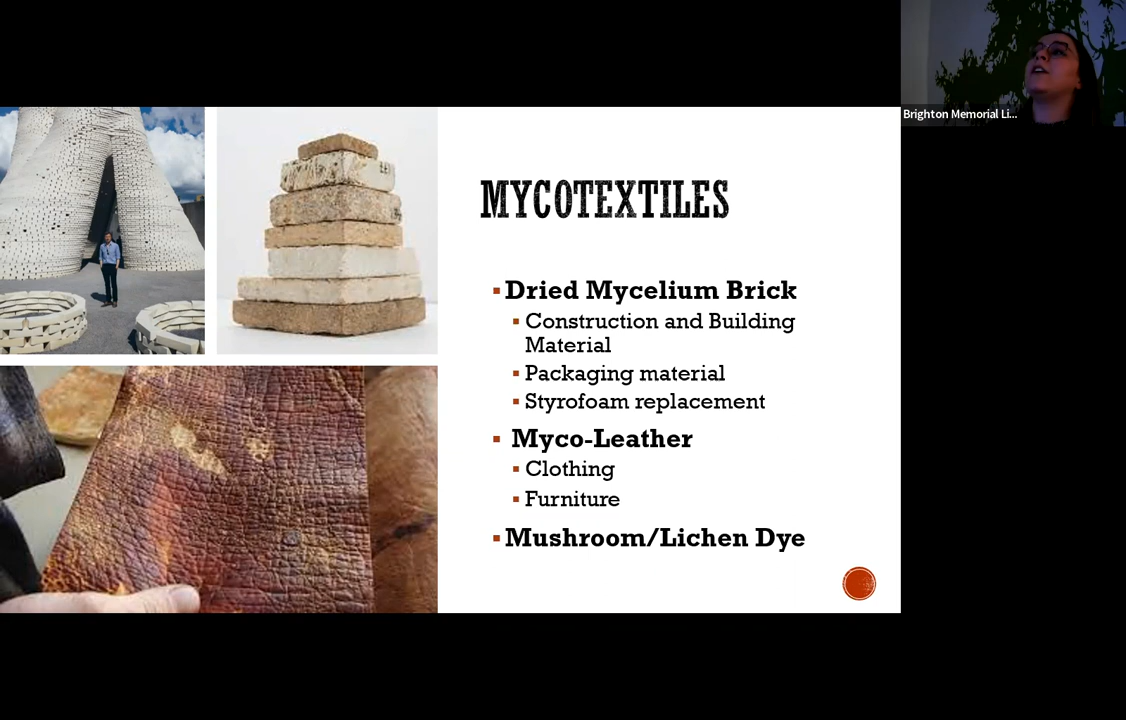 Brighton Memorial Li...
MYCOTEXTILES
Dried Mycelium Brick
Construction and Building
Material
Packaging material
Styrofoam replacement
Myco-Leather
Clothing
Furniture
Mushroom/Lichen Dye